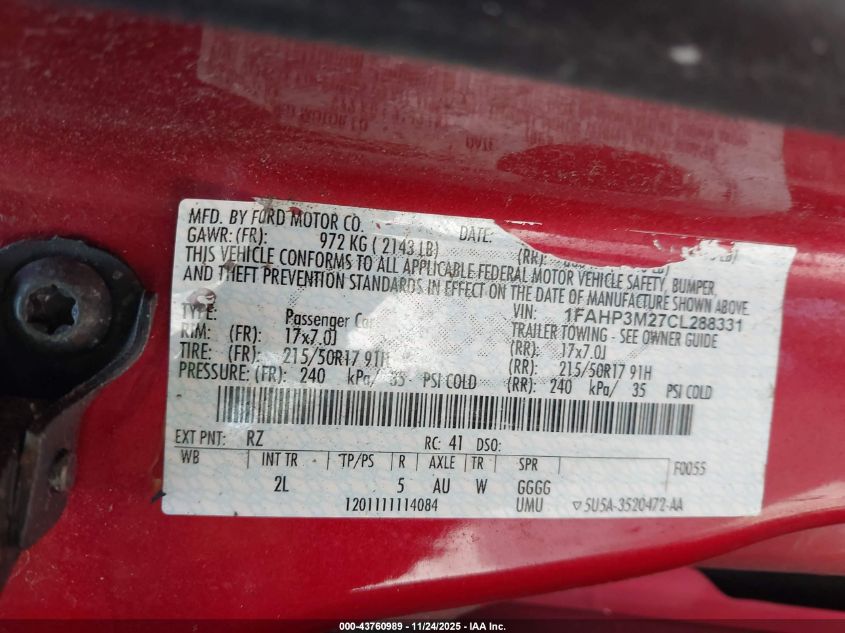 MFD. BY FORD MOTOR CO. DATE:
GAWR: (FR): 972 KG ( 2143 LB) (RR):
THIS VEHICLE CONFORMS TO ALL APPLICABLE FEDERAL MOTOR VEHICLE SAFETY, BUMPER,
AND THEFT PREVENTION STANDARDS IN EFFECT ON THE DATE OF MANUFACTURE SHOWN ABOVE.
VIN: 1FAHP3M27CL288331
TYPE: Passenger Car TRAILER TOWING - SEE OWNER GUIDE
RIM: (FR): 17x7.0J (RR): 17x7.0J
TIRE: (FR): 215/50R17 91H (RR): 215/50R17 91H
PRESSURE: (FR): 240 kPa/ 35 PSI COLD (RR): 240 kPa/ 35 PSI COLD
EXT PNT: RZ RC: 41 DSO:
WB INT TR TP/PS R AXLE TR SPR F0055
2L 5 AU W GGGG
1201111114084 UMU ▽ 5U5A-3520472-AA
000-43760989 - 11/24/2025 - IAA Inc.